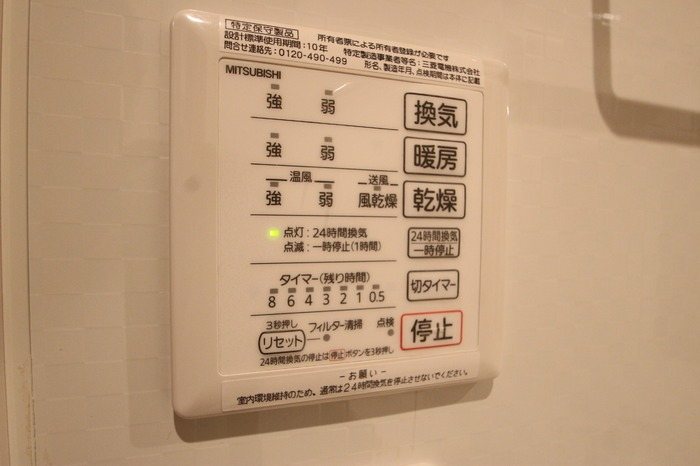 特定保守製品 所有者票による所有者登録が必要です
設計標準使用期間:10年 特定製造事業者等名:三菱電機株式会社
問合せ連絡先:0120-490-499 形名、製造年月、点検期間は本体に記載
MITSUBISHI
強 弱 換気
強 弱 暖房
温風 送風
強 弱 風乾燥 乾燥
点灯:24時間換気
点滅:一時停止(1時間)
24時間換気
一時停止
タイマー(残り時間)
8 6 4 3 2 1 0.5
切タイマー
3秒押し
リセット フィルター清掃 点検
停止
24時間換気の停止は停止ボタンを3秒押し
-お願い-
室内環境維持のため、通常は24時間換気を停止させないでください。